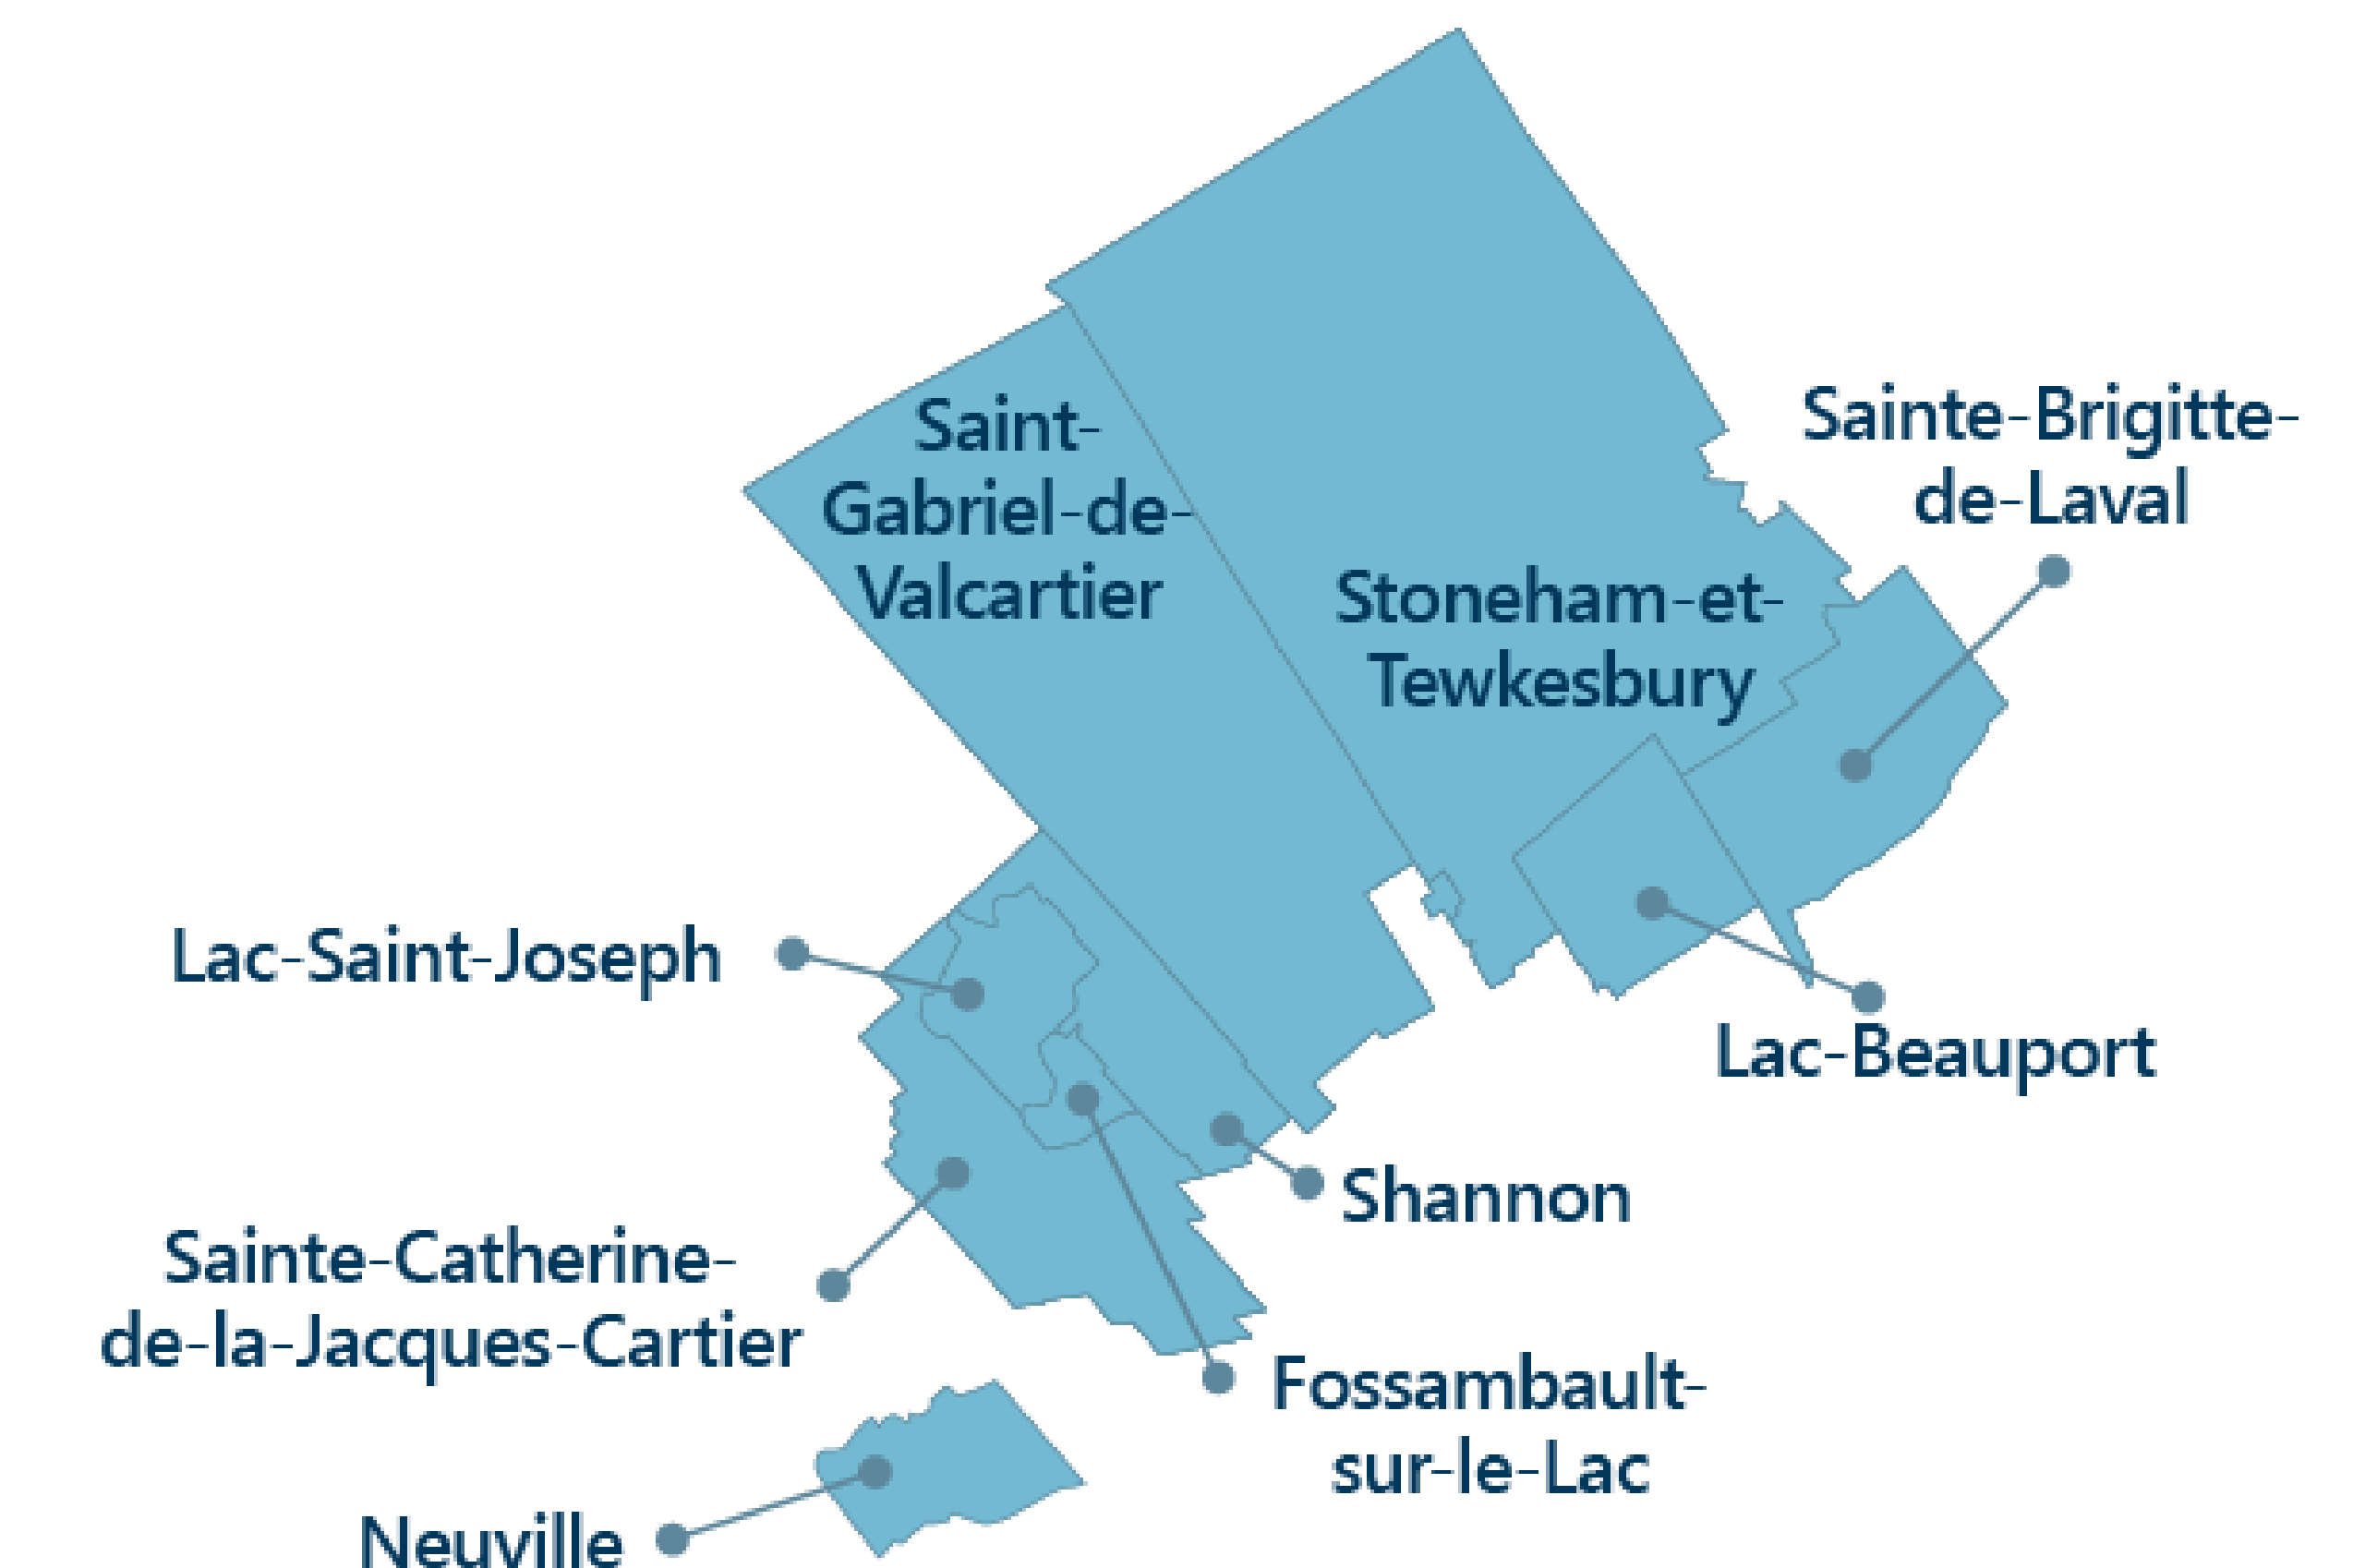 Saint-
Gabriel-de-
Valcartier
Stoneham-et-
Tewkesbury
Sainte-Brigitte-
de-Laval
Lac-Saint-Joseph
Lac-Beauport
Shannon
Sainte-Catherine-
de-la-Jacques-Cartier
Fossambault-
sur-le-Lac
Neuville